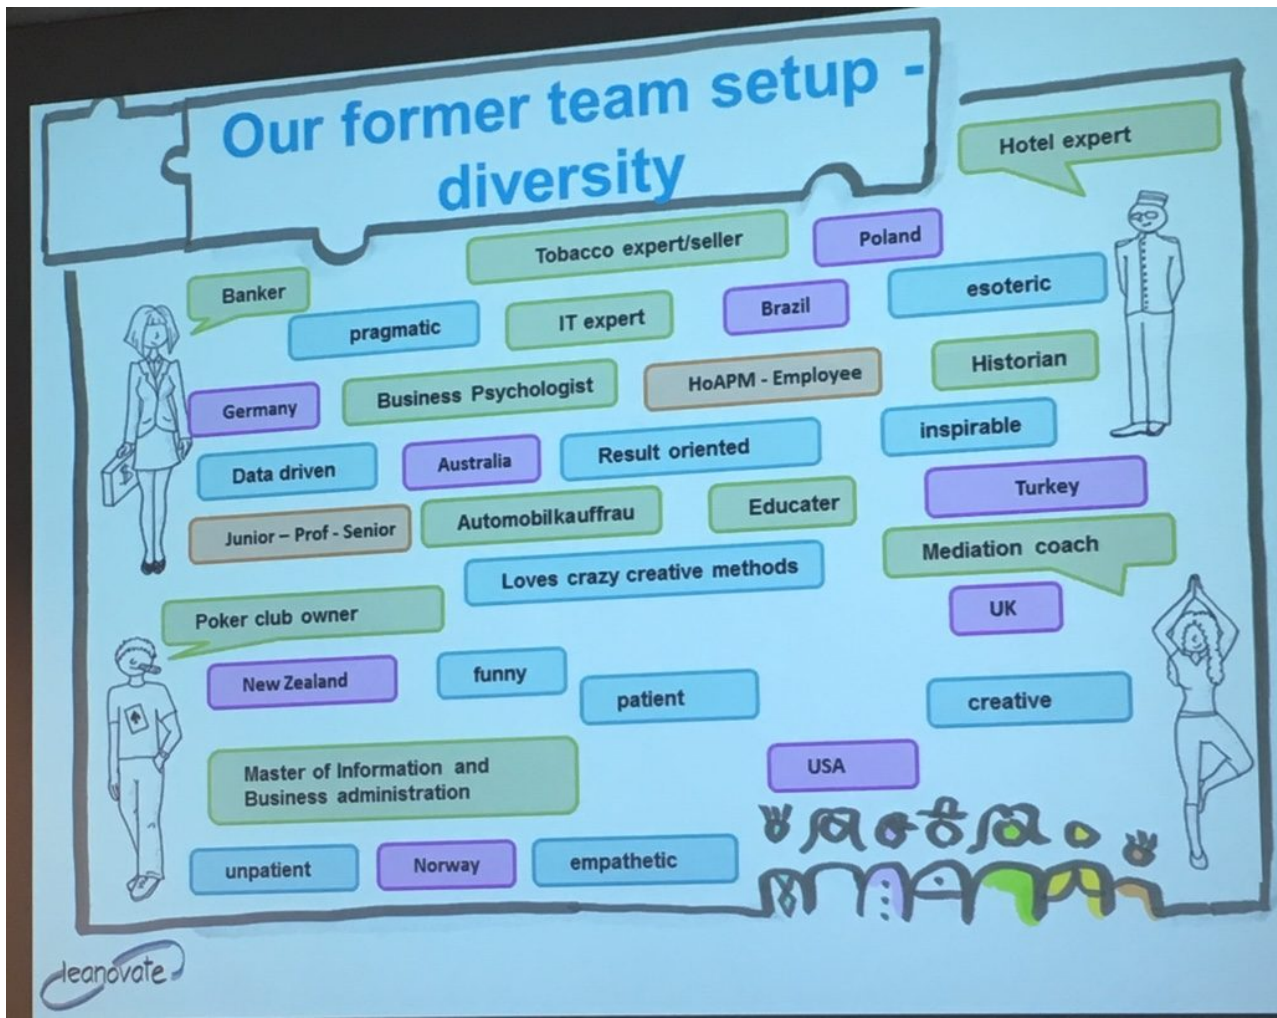 Our former team setup -
diversity
Hotel expert
Tobacco expert/seller
Poland
Banker
esoteric
pragmatic
IT expert
Brazil
Historian
Germany
Business Psychologist
HoAPM - Employee
inspirable
Data driven
Australia
Result oriented
Turkey
Junior – Prof - Senior
Automobilkauffrau
Educater
Mediation coach
Loves crazy creative methods
Poker club owner
UK
New Zealand
funny
patient
creative
Master of Information and
Business administration
USA
unpatient
Norway
empathetic
leanovate
$